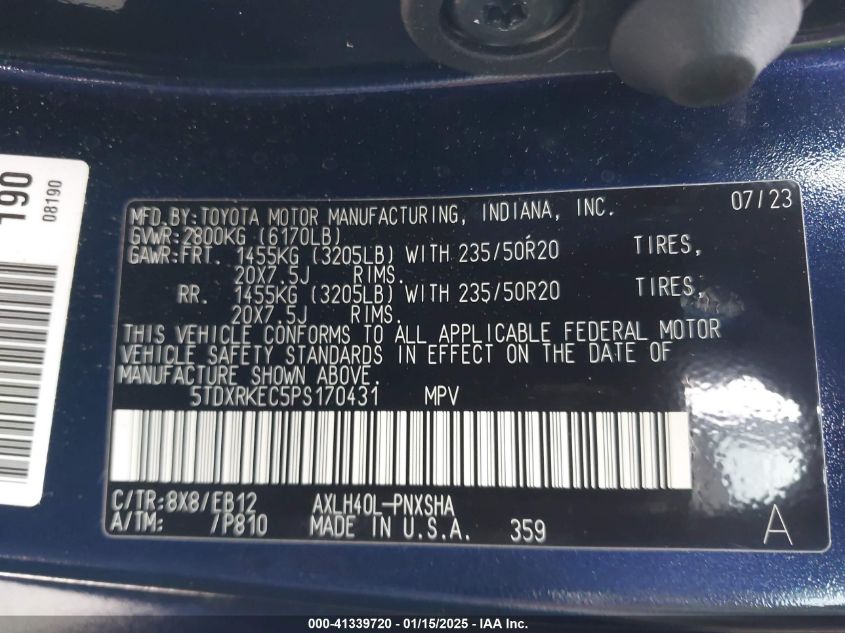 190
08190
MFD.BY:TOYOTA MOTOR MANUFACTURING, INDIANA, INC. 07/23
GVWR:2800KG (6170LB)
GAWR:FRT. 1455KG (3205LB) WITH 235/50R20 TIRES,
20X7.5J RIMS.
RR. 1455KG (3205LB) WITH 235/50R20 TIRES,
20X7.5J RIMS.
THIS VEHICLE CONFORMS TO ALL APPLICABLE FEDERAL MOTOR
VEHICLE SAFETY STANDARDS IN EFFECT ON THE DATE OF
MANUFACTURE SHOWN ABOVE.
5TDXRKEC5PS170431 MPV
C/TR:8X8/EB12 AXLH40L-PNXSHA
A/TM: /P810 MADE IN U.S.A. 359 A
000-41339720 - 01/15/2025 - IAAI Inc.